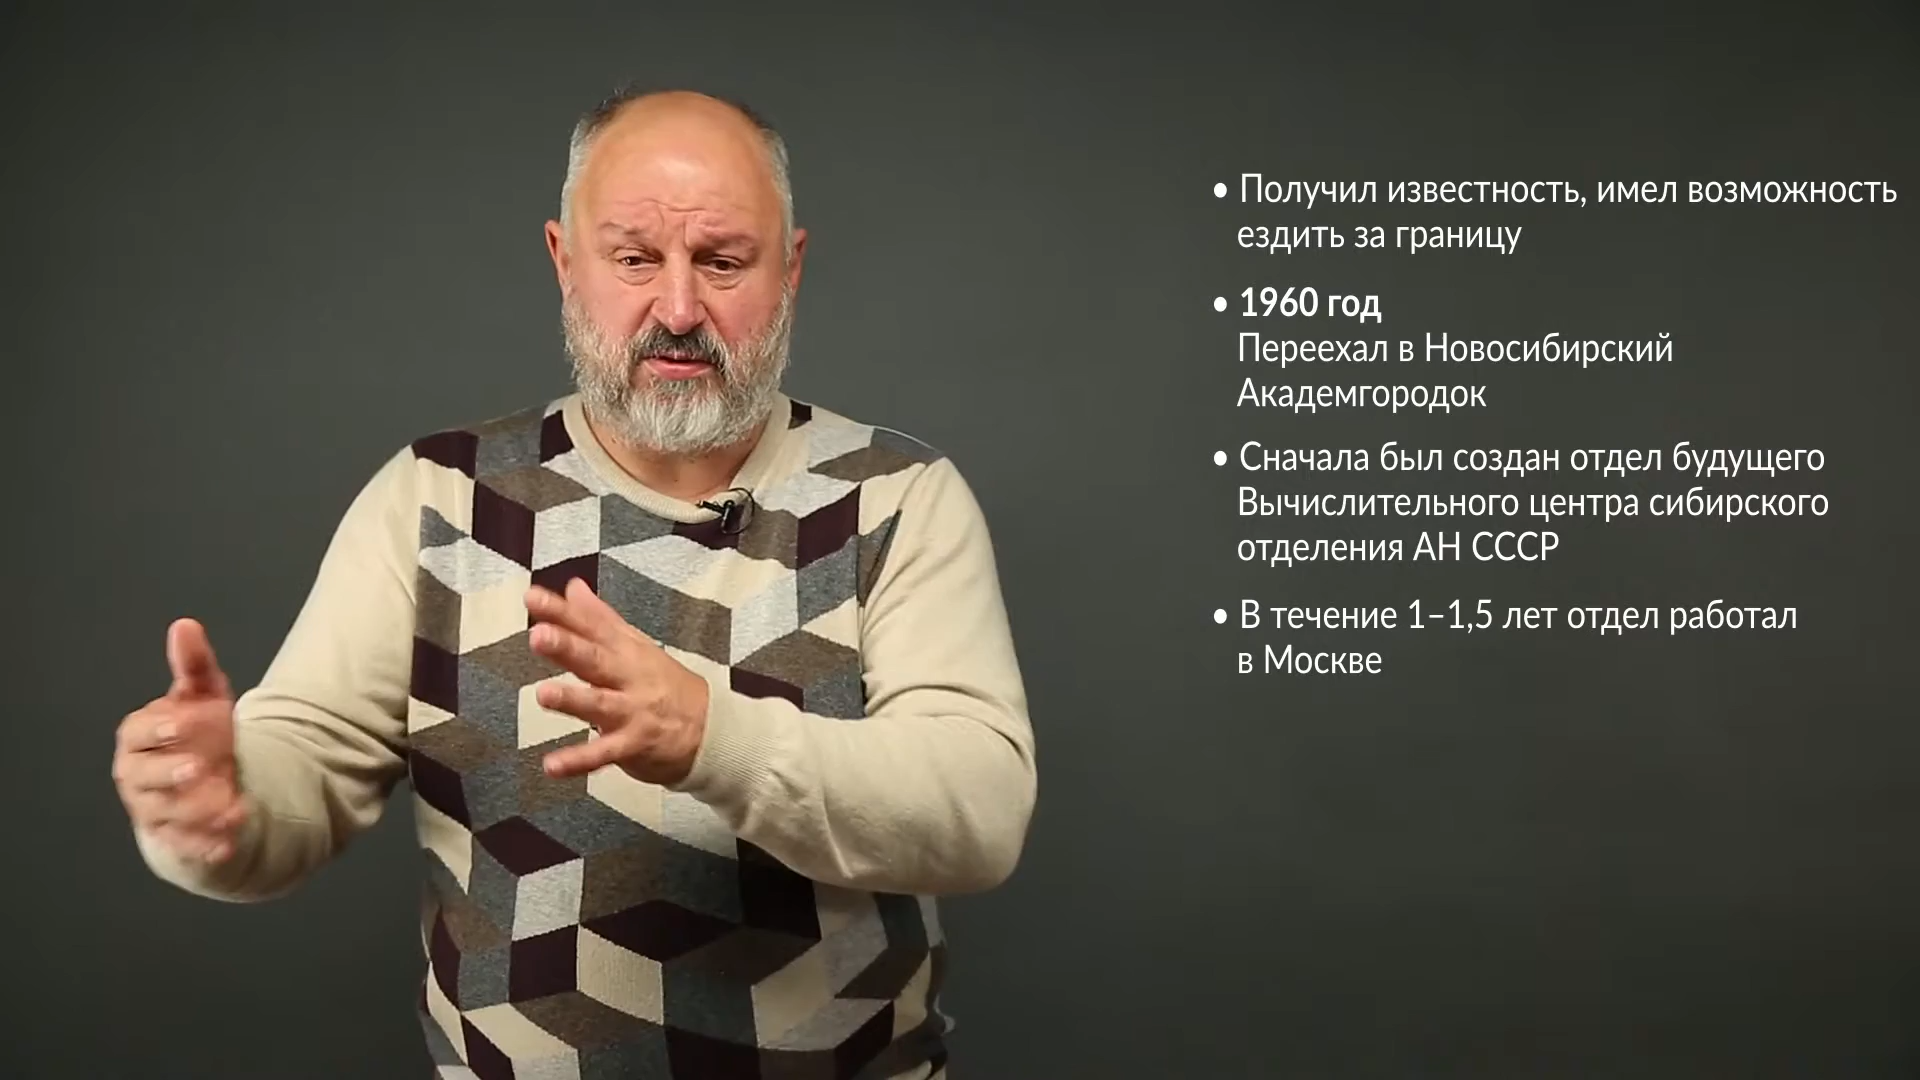 • Получил известность, имел возможность
ездить за границу
• 1960 год
Переехал в Новосибирский
Академгородок
• Сначала был создан отдел будущего
Вычислительного центра сибирского
отделения АН СССР
• В течение 1–1,5 лет отдел работал
в Москве